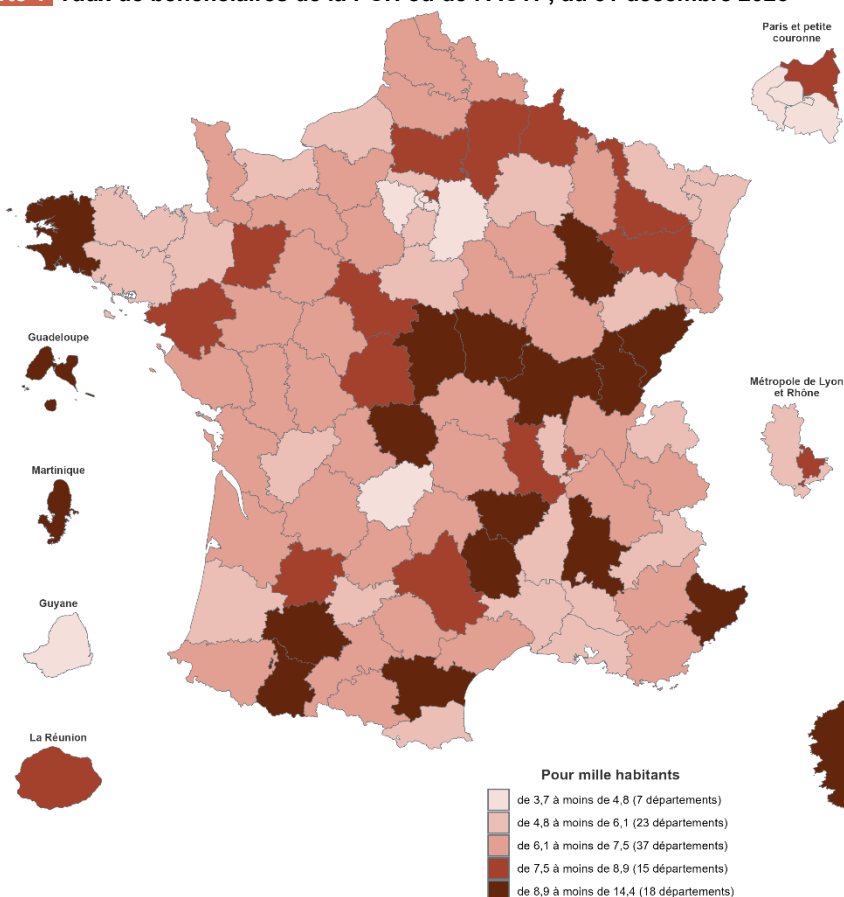 Paris et petite
couronne
Guadeloupe
Métropole de Lyon
et Rhône
Martinique
Guyane
La Réunion
Pour mille habitants
de 3,7 à moins de 4,8 (7 départements)
de 4,8 à moins de 6,1 (23 départements)
de 6,1 à moins de 7,5 (37 départements)
de 7,5 à moins de 8,9 (15 départements)
de 8,9 à moins de 14,4 (18 départements)